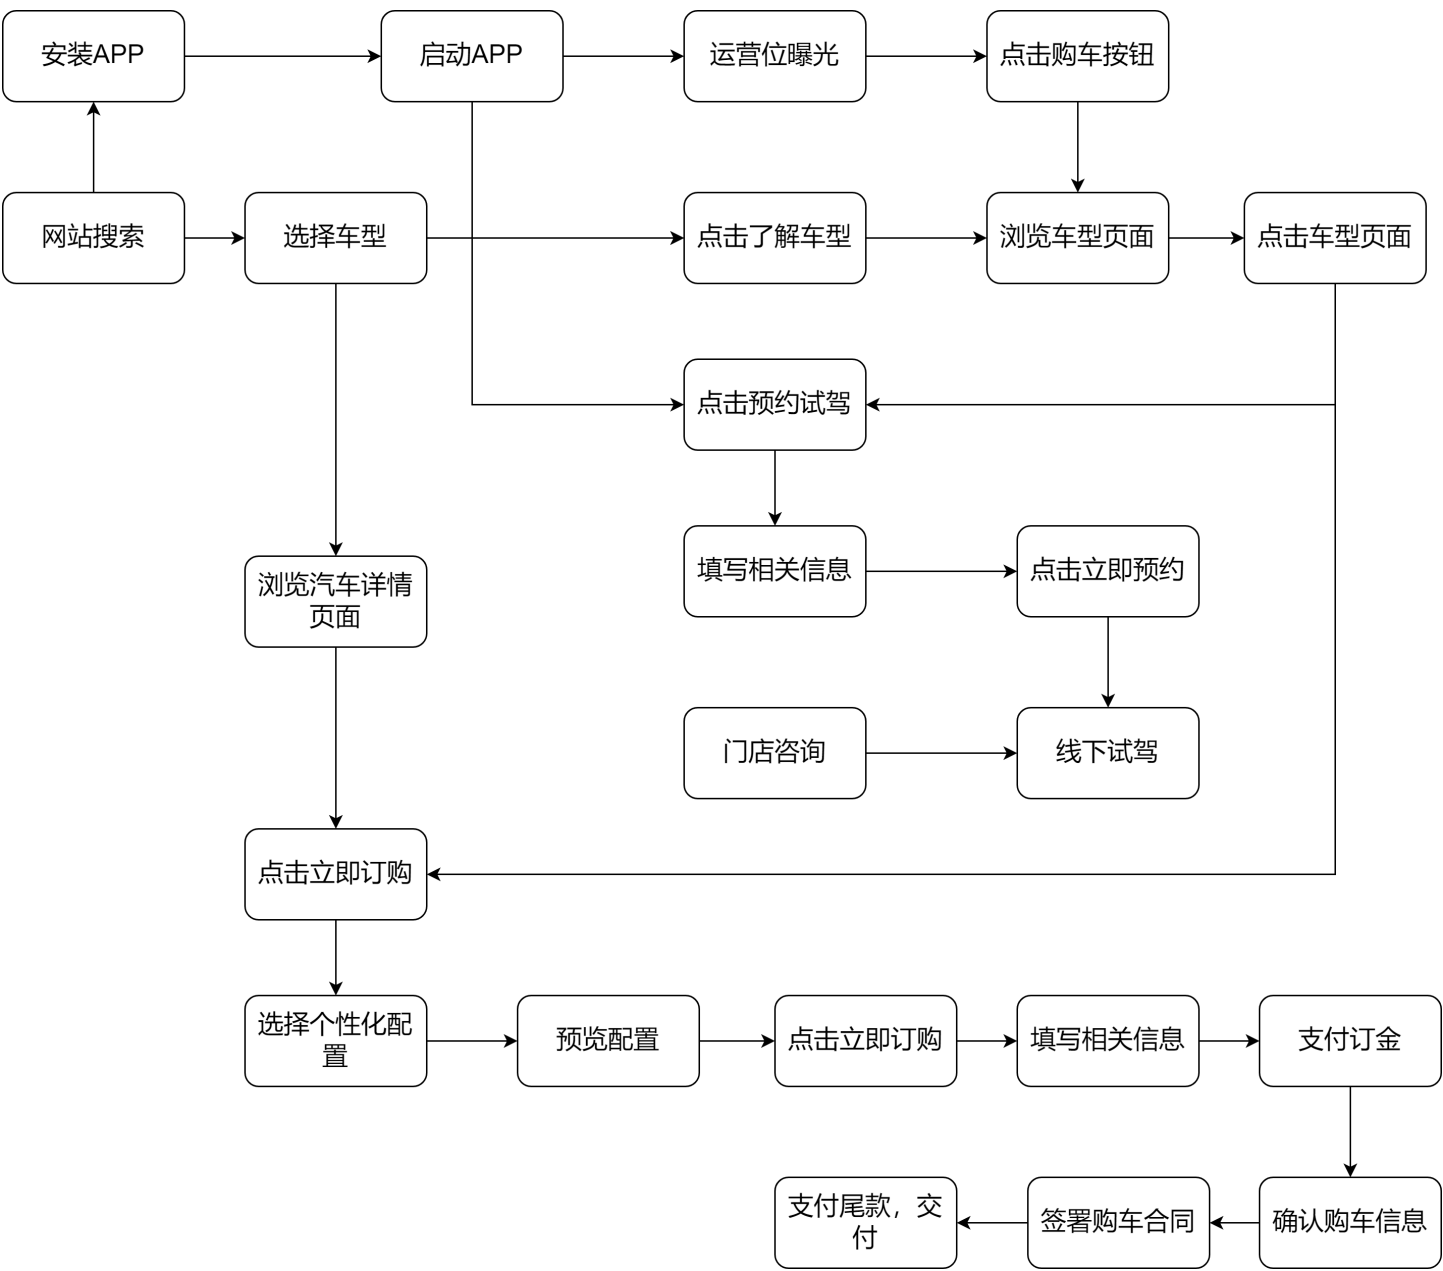 安装APP
启动APP
运营位曝光
点击购车按钮
网站搜索
选择车型
点击了解车型
浏览车型页面
点击车型页面
点击预约试驾
填写相关信息
点击立即预约
浏览汽车详情
页面
门店咨询
线下试驾
点击立即订购
选择个性化配
置
预览配置
点击立即订购
填写相关信息
支付订金
支付尾款，交
付
签署购车合同
确认购车信息